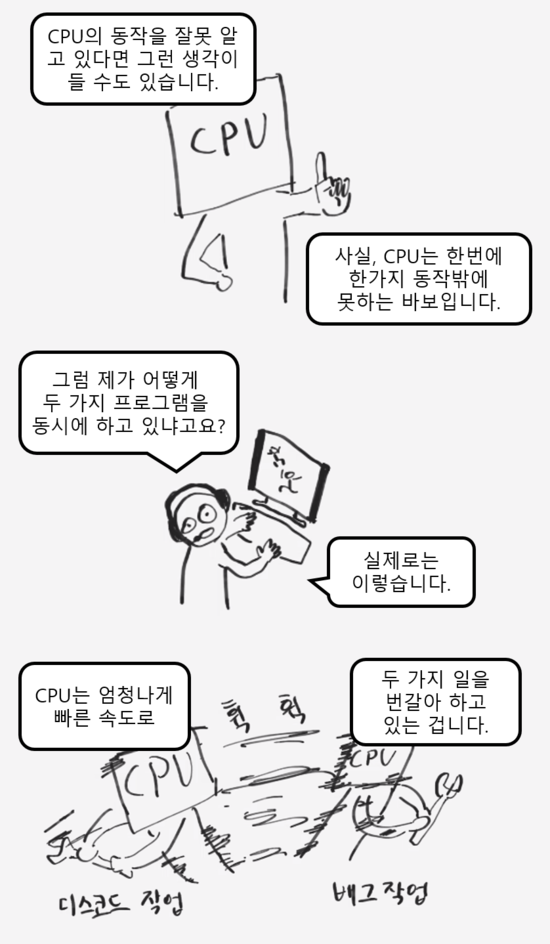 CPU의 동작을 잘못 알
고 있다면 그런 생각이
들 수도 있습니다.
CPU
사실, CPU는 한번에
한가지 동작밖에
못하는 바보입니다.
그럼 제가 어떻게
두 가지 프로그램을
동시에 하고 있냐고요?
실제로는
이렇습니다.
CPU는 엄청나게
빠른 속도로
두 가지 일을
번갈아 하고
있는 겁니다.
휙 휙
CPU
CPU
디스코드 작업
배그 작업